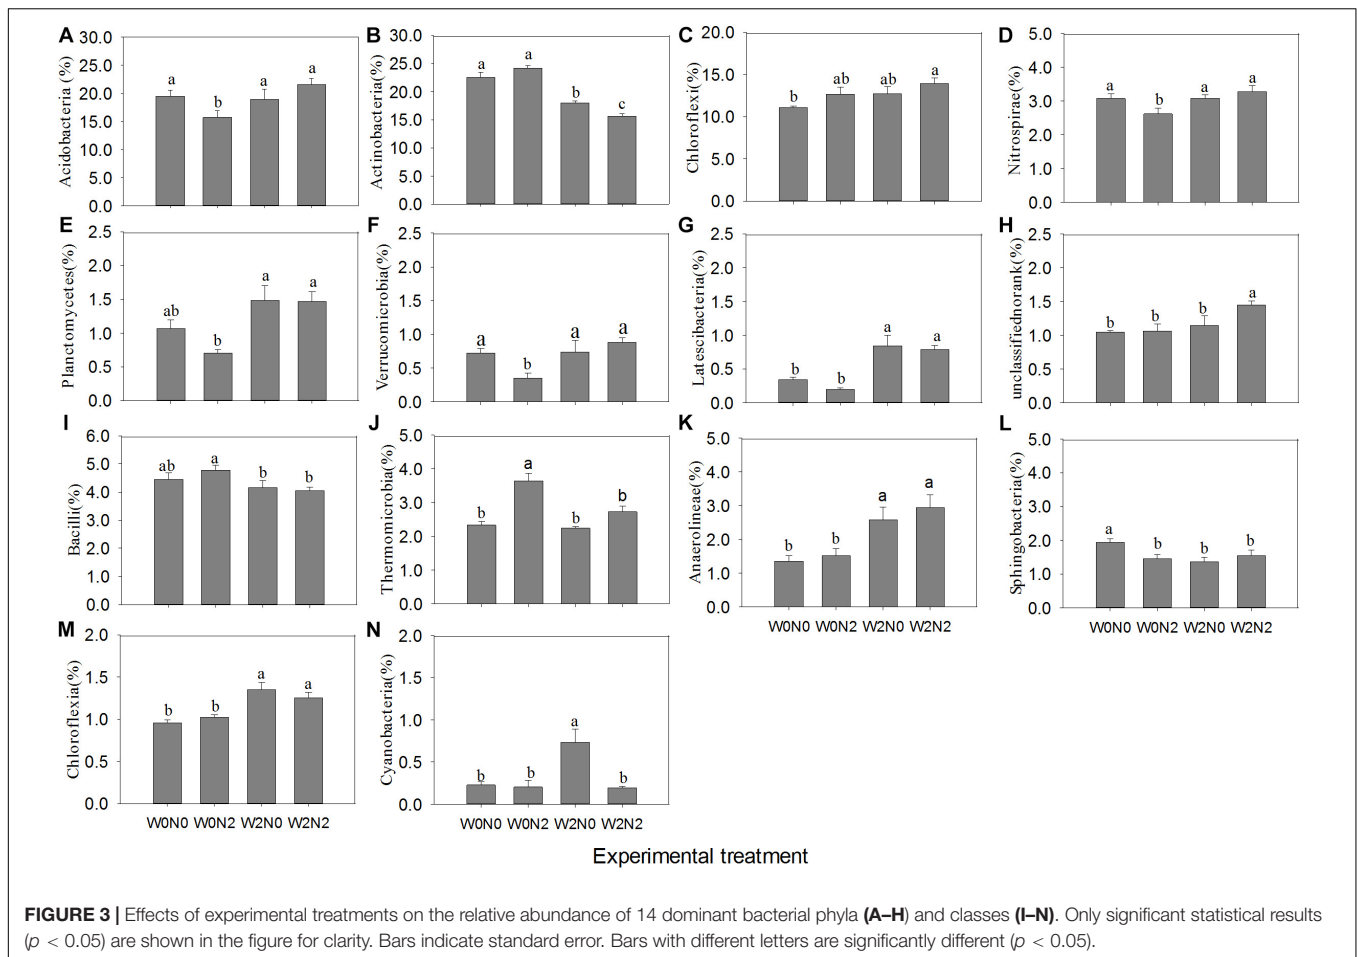 A
Acidobacteria (%)
30.0
25.0
20.0
15.0
10.0
5.0
0.0
a
b
a
a
B
Actinobacteria(%)
30.0
25.0
20.0
15.0
10.0
5.0
0.0
a
a
b
c
C
Chloroflexi(%)
20.0
15.0
10.0
5.0
0.0
b
ab
ab
a
D
Nitrospirae(%)
5.0
4.0
3.0
2.0
1.0
0.0
a
b
a
a
E
Planctomycetes(%)
2.5
2.0
1.5
1.0
0.5
0.0
ab
b
a
a
F
Verrucomicrobia(%)
2.5
2.0
1.5
1.0
0.5
0.0
a
b
a
a
G
Latescibacteria(%)
2.5
2.0
1.5
1.0
0.5
0.0
b
b
a
a
H
unclassifiednorank(%)
2.5
2.0
1.5
1.0
0.5
0.0
b
b
b
a
I
Bacilli(%)
6.0
5.0
4.0
3.0
2.0
1.0
0.0
ab
a
b
b
J
Thermomicrobia(%)
5.0
4.0
3.0
2.0
1.0
0.0
b
a
b
b
K
Anaerolineae(%)
5.0
4.0
3.0
2.0
1.0
0.0
b
b
a
a
W0N0 W0N2 W2N0 W2N2
L
Sphingobacteria(%)
5.0
4.0
3.0
2.0
1.0
0.0
a
b
b
b
W0N0 W0N2 W2N0 W2N2
M
Chloroflexia(%)
2.0
1.5
1.0
0.5
0.0
b
b
a
a
W0N0 W0N2 W2N0 W2N2
N
Cyanobacteria(%)
2.0
1.5
1.0
0.5
0.0
b
b
a
b
W0N0 W0N2 W2N0 W2N2
Experimental treatment
FIGURE 3 | Effects of experimental treatments on the relative abundance of 14 dominant bacterial phyla (A–H) and classes (I–N). Only significant statistical results
(p < 0.05) are shown in the figure for clarity. Bars indicate standard error. Bars with different letters are significantly different (p < 0.05).